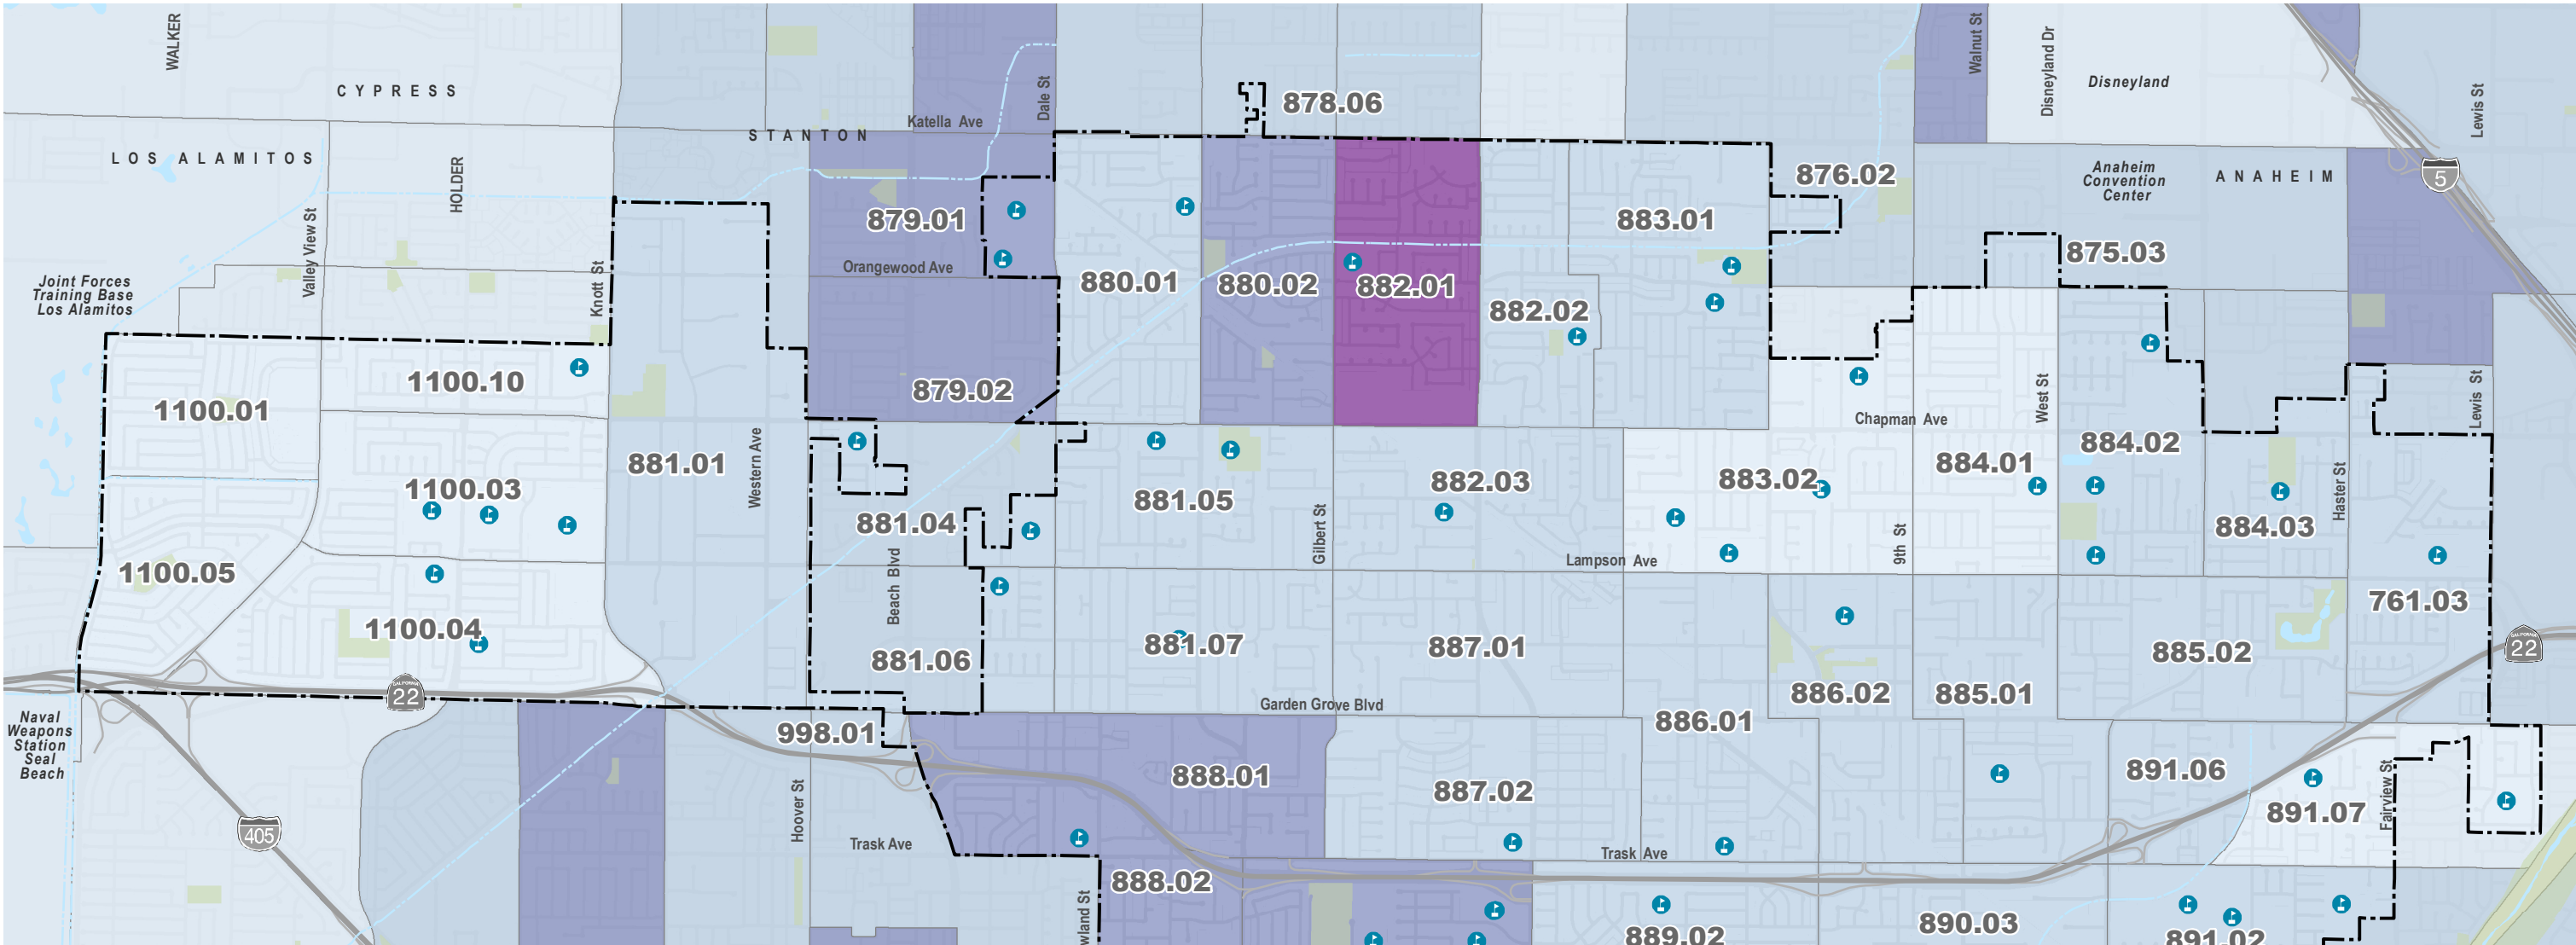 WALKER
CYPRESS
LOS ALAMITOS
HOLDER
Valley View St
Knott St
Joint Forces
Training Base
Los Alamitos
STANTON
Katella Ave
Dale St
878.06
Walnut St
Disneyland Dr
Disneyland
Lewis St
876.02
Anaheim
Convention
Center
ANAHEIM
5
879.01
Orangewood Ave
880.01
880.02
882.01
882.02
883.01
875.03
879.02
1100.01
1100.10
881.01
Western Ave
1100.03
1100.05
1100.04
881.04
Beach Blvd
881.06
881.05
881.07
Gilbert St
882.03
887.01
Lampson Ave
Chapman Ave
883.02
9th St
884.01
West St
884.02
884.03
Haster St
Lewis St
761.03
CALIFORNIA
22
885.02
885.01
886.02
886.01
Garden Grove Blvd
CALIFORNIA
22
Naval
Weapons
Station
Seal
Beach
405
998.01
Hoover St
Trask Ave
888.01
887.02
Trask Ave
888.02
wland St
891.06
891.07
Fairview St
889.02
890.03
891.02